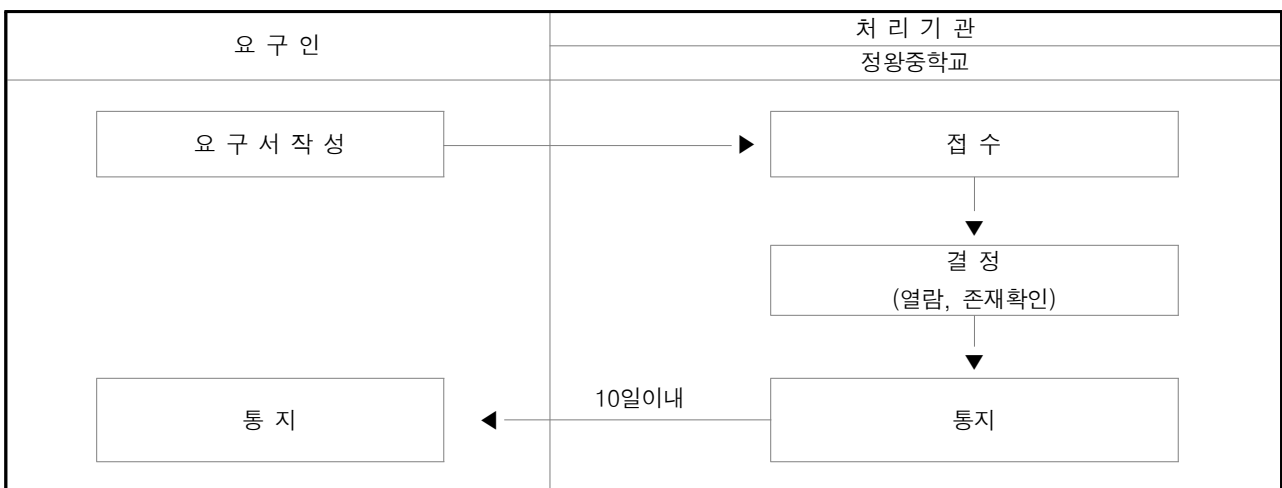 요 구 인
처 리 기 관
정왕중학교
요 구 서 작 성
접 수
결 정
(열람, 존재확인)
10일이내
통 지
통지